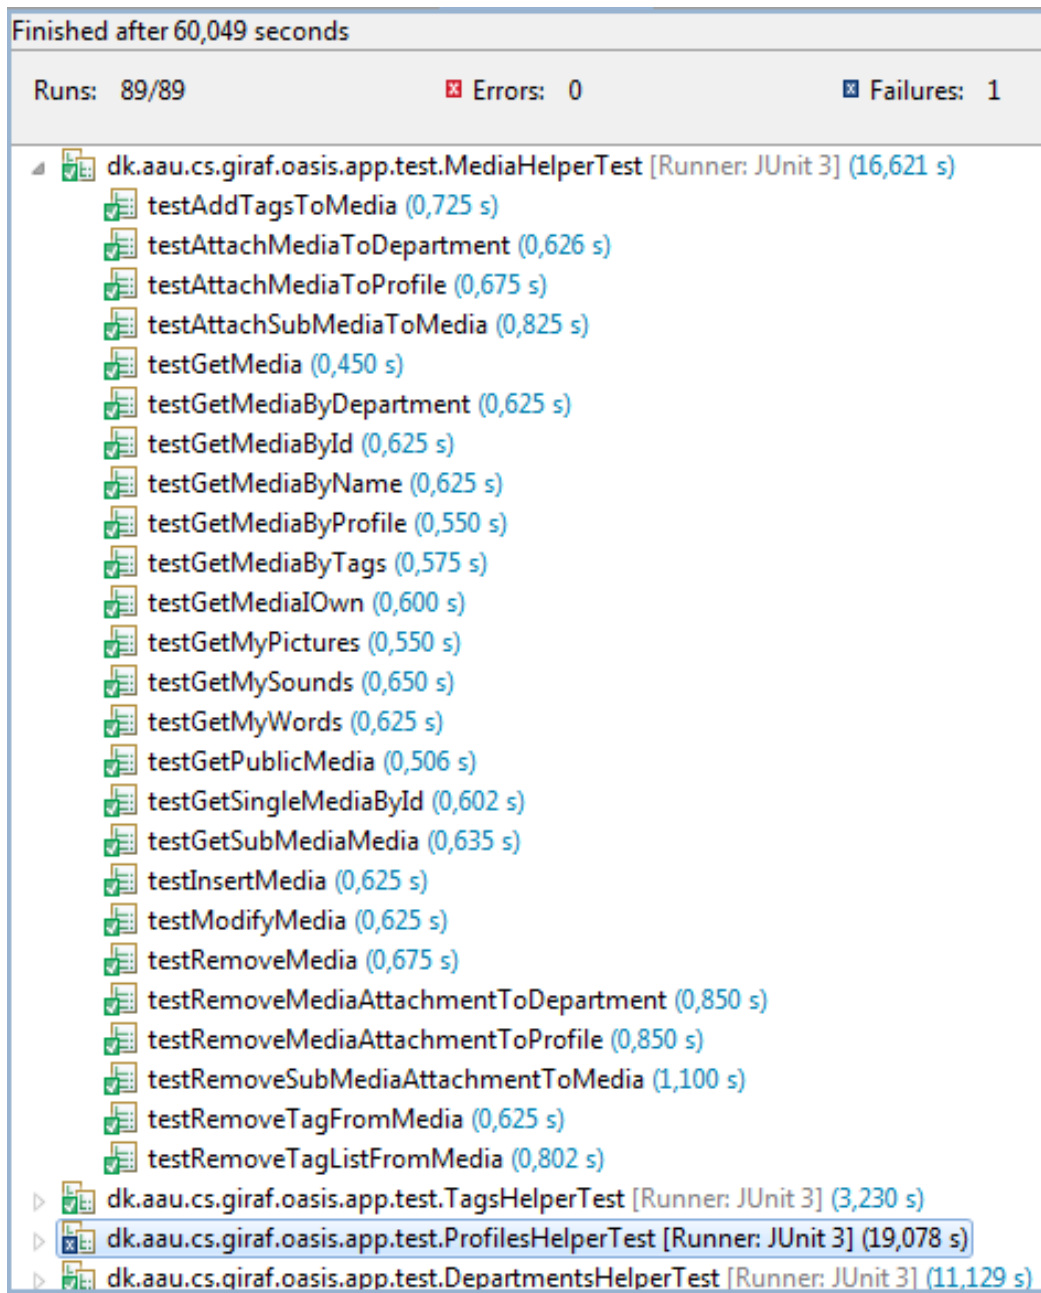 Finished after 60,049 seconds
Runs: 89/89 Errors: 0 Failures: 1
dk.aau.cs.giraf.oasis.app.test.MediaHelperTest [Runner: JUnit 3] (16,621 s)
testAddTagsToMedia (0,725 s)
testAttachMediaToDepartment (0,626 s)
testAttachMediaToProfile (0,675 s)
testAttachSubMediaToMedia (0,825 s)
testGetMedia (0,450 s)
testGetMediaByDepartment (0,625 s)
testGetMediaById (0,625 s)
testGetMediaByName (0,625 s)
testGetMediaByProfile (0,550 s)
testGetMediaByTags (0,575 s)
testGetMediaIOwn (0,600 s)
testGetMyPictures (0,550 s)
testGetMySounds (0,650 s)
testGetMyWords (0,625 s)
testGetPublicMedia (0,506 s)
testGetSingleMediaById (0,602 s)
testGetSubMediaMedia (0,635 s)
testInsertMedia (0,625 s)
testModifyMedia (0,625 s)
testRemoveMedia (0,675 s)
testRemoveMediaAttachmentToDepartment (0,850 s)
testRemoveMediaAttachmentToProfile (0,850 s)
testRemoveSubMediaAttachmentToMedia (1,100 s)
testRemoveTagFromMedia (0,625 s)
testRemoveTagListFromMedia (0,802 s)
dk.aau.cs.giraf.oasis.app.test.TagsHelperTest [Runner: JUnit 3] (3,230 s)
dk.aau.cs.giraf.oasis.app.test.ProfilesHelperTest [Runner: JUnit 3] (19,078 s)
dk.aau.cs.giraf.oasis.app.test.DepartmentsHelperTest [Runner: JUnit 3] (11,129 s)